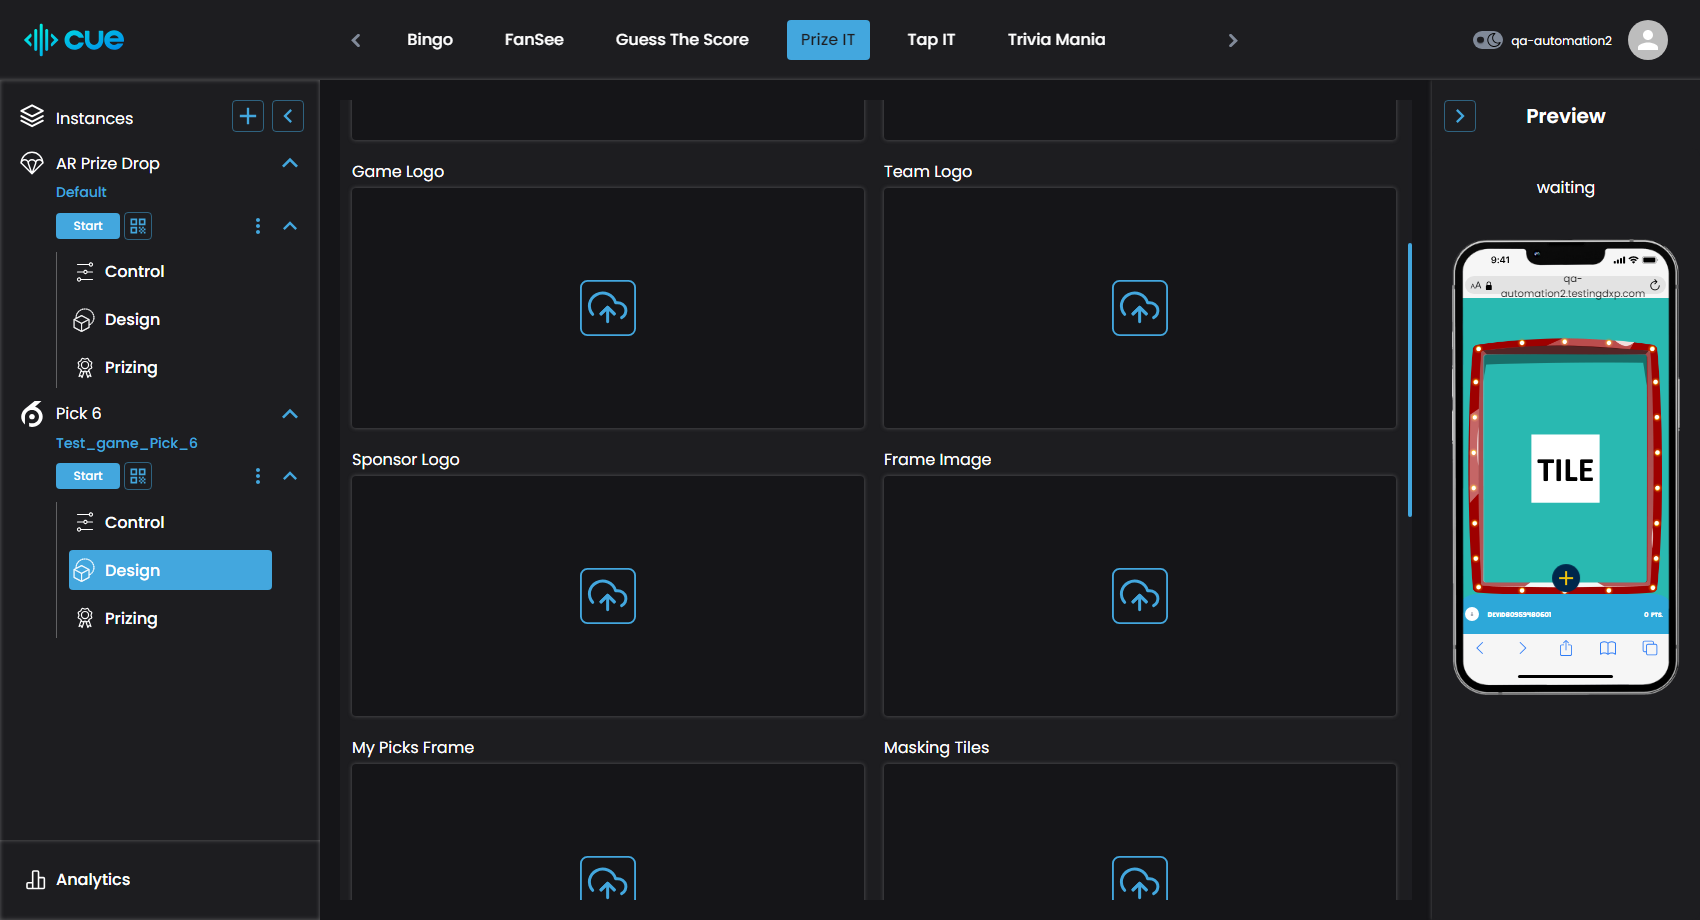 cue
Bingo
FanSee
Guess The Score
Prize IT
Tap IT
Trivia Mania
qa-automation2
Instances
AR Prize Drop
Default
Start
Control
Design
Prizing
Pick 6
Test_game_Pick_6
Start
Control
Design
Prizing
Analytics
Game Logo
Team Logo
Sponsor Logo
Frame Image
My Picks Frame
Masking Tiles
Preview
waiting
9:41
AA
qa-
automation2.testingdxp.com
TILE
0 PTS.